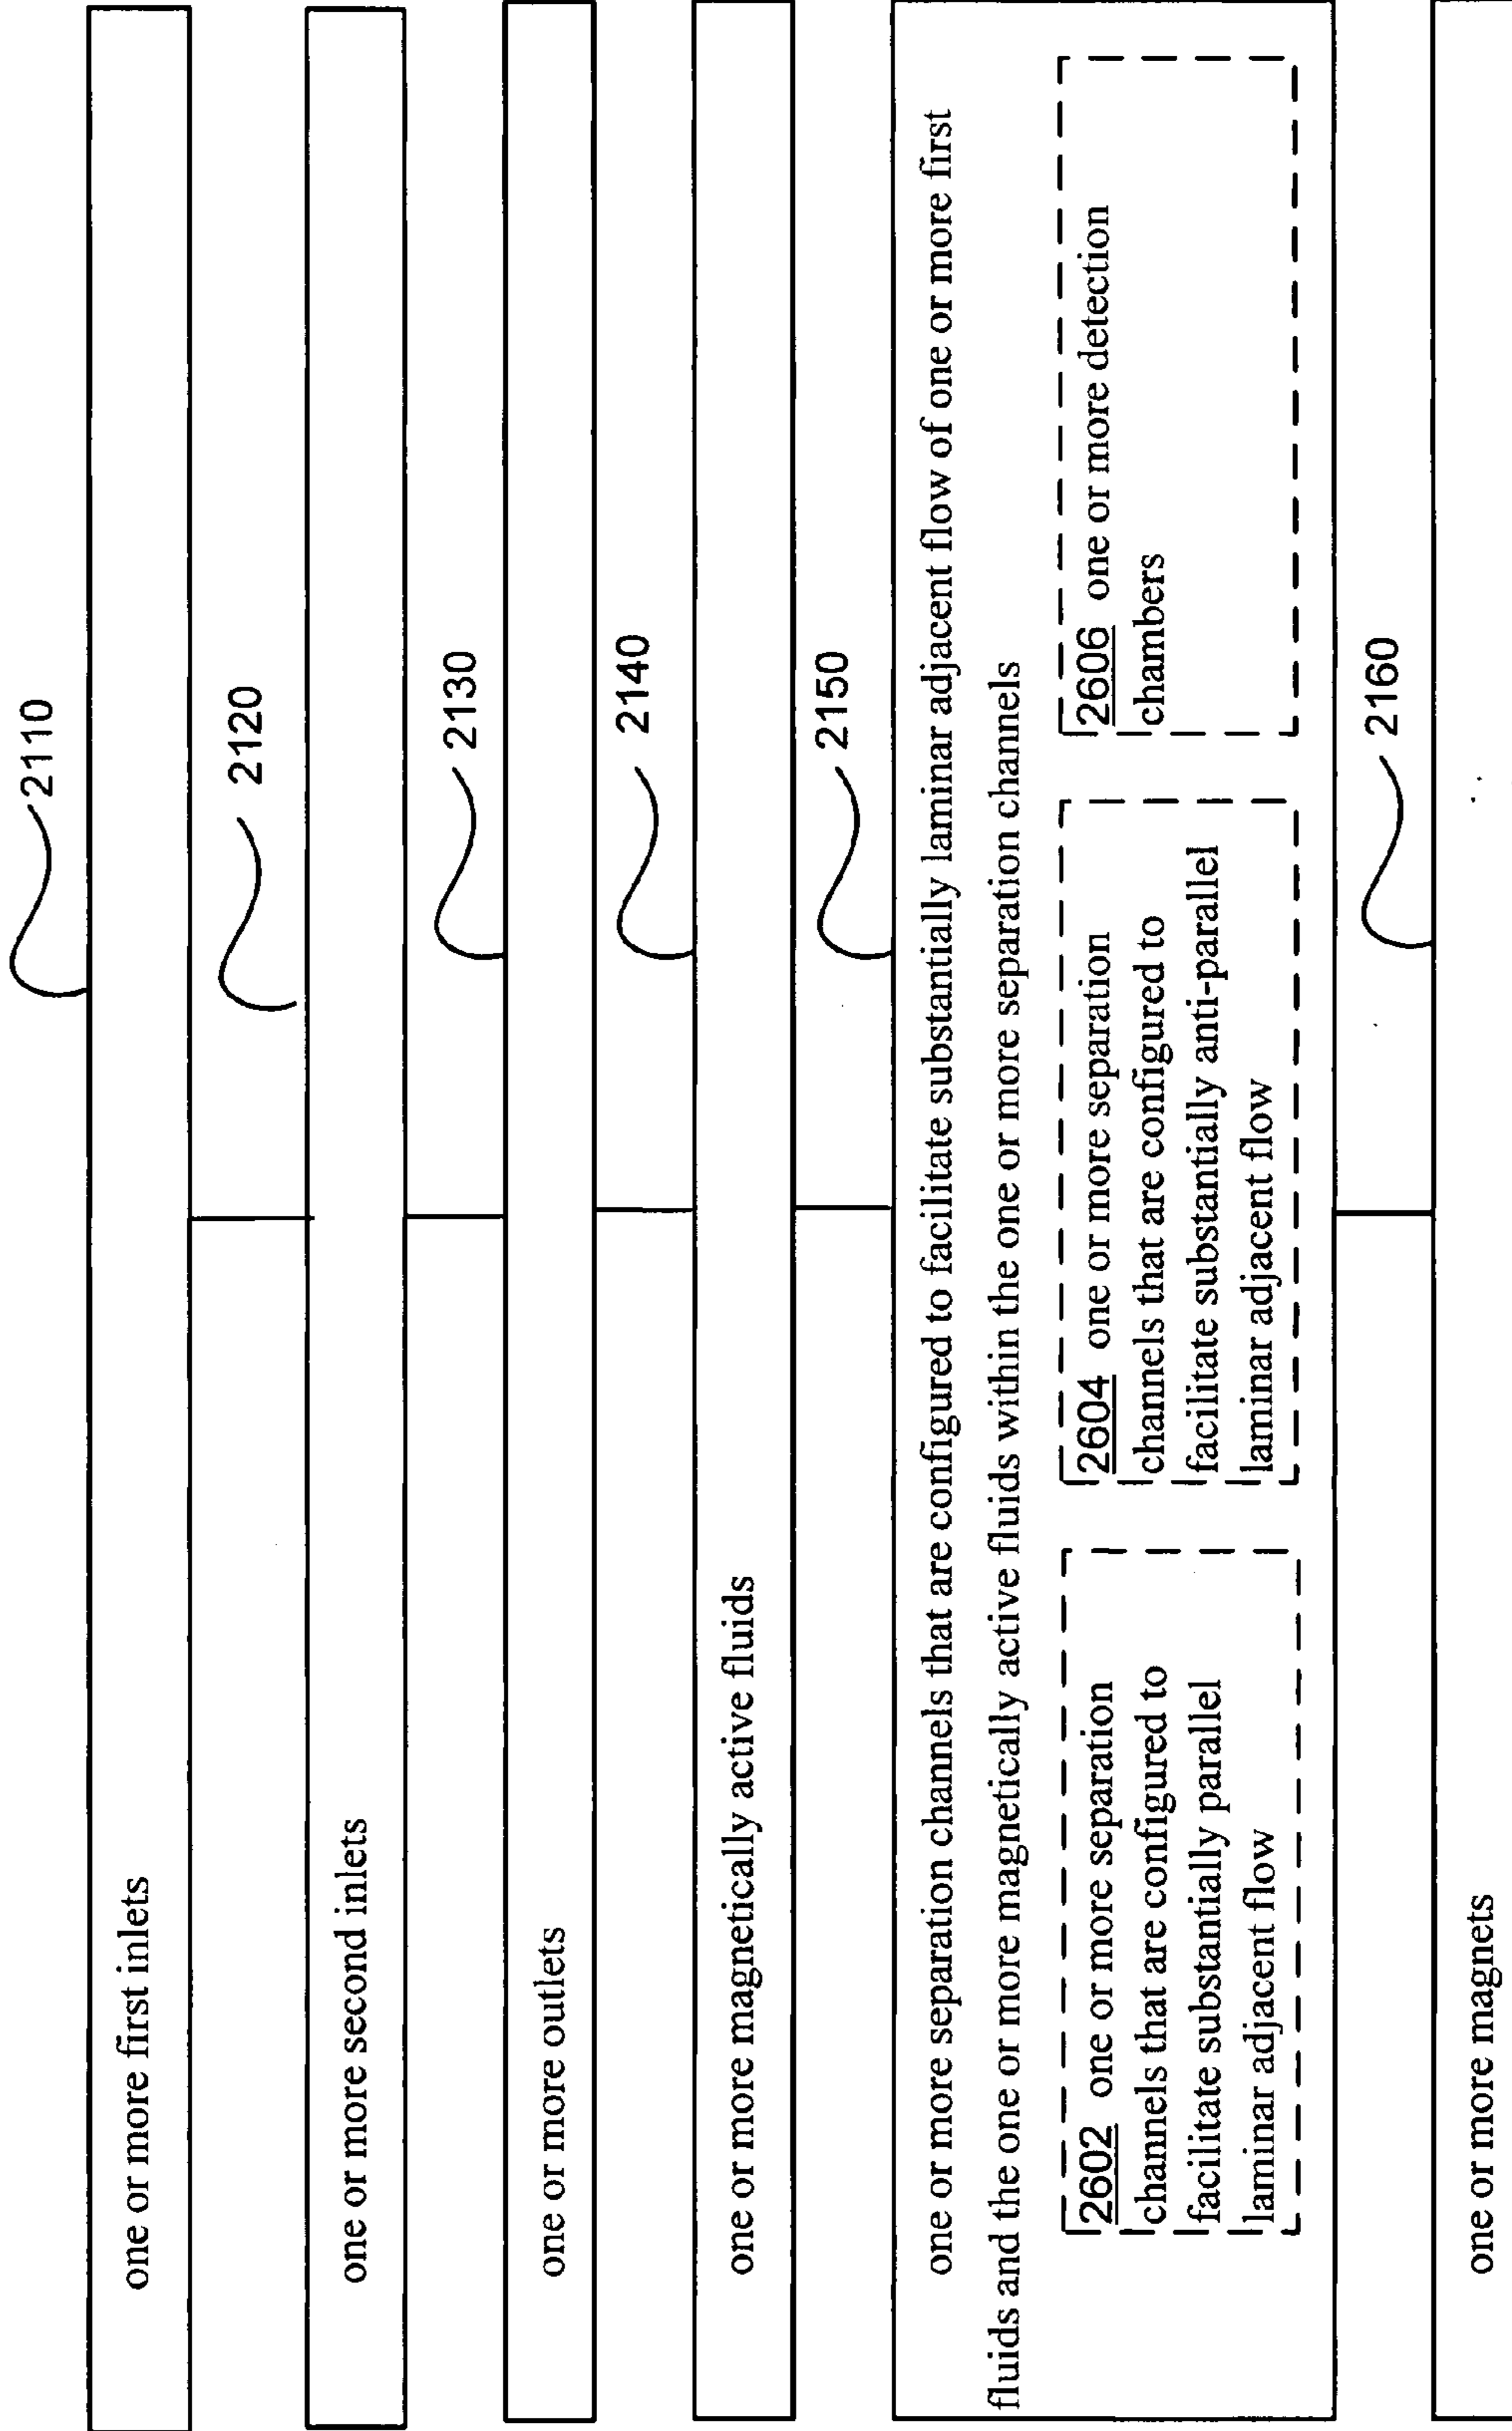 2110
one or more first inlets
2120
one or more second inlets
2130
one or more outlets
2140
one or more magnetically active fluids
2150
one or more separation channels that are configured to facilitate substantially laminar adjacent flow of one or more first
fluids and the one or more magnetically active fluids within the one or more separation channels
2602 one or more separation
channels that are configured to
facilitate substantially parallel
laminar adjacent flow
2604 one or more separation
channels that are configured to
facilitate substantially anti-parallel
laminar adjacent flow
2606 one or more detection
chambers
2160
one or more magnets